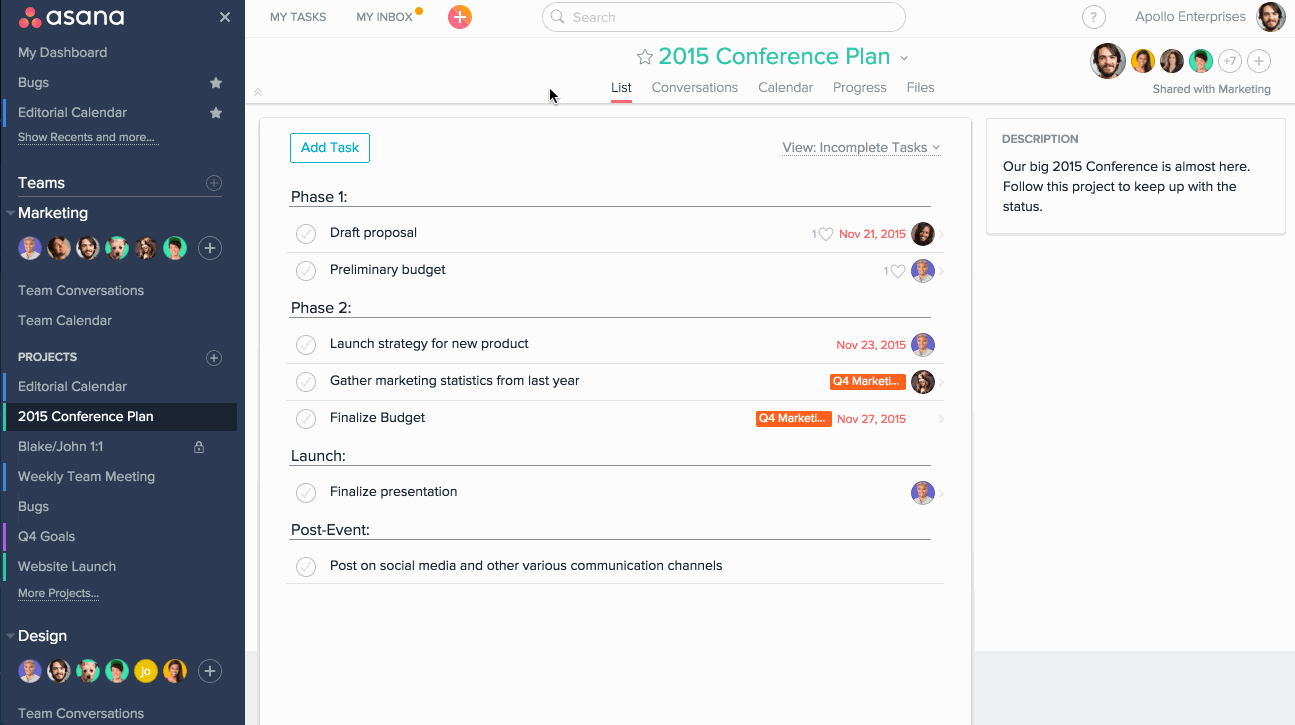 asana
My Dashboard
Bugs
Editorial Calendar
Show Recents and more...
Teams
Marketing
Team Conversations
Team Calendar
PROJECTS
Editorial Calendar
2015 Conference Plan
Blake/John 1:1
Weekly Team Meeting
Bugs
Q4 Goals
Website Launch
More Projects...
Design
jo
Team Conversations
MY TASKS MY INBOX Search ? Apollo Enterprises
2015 Conference Plan
+7
List Conversations Calendar Progress Files
Shared with Marketing
Add Task View: Incomplete Tasks
Phase 1:
Draft proposal 1 Nov 21, 2015
Preliminary budget 1
Phase 2:
Launch strategy for new product Nov 23, 2015
Gather marketing statistics from last year Q4 Marketi...
Finalize Budget Q4 Marketi... Nov 27, 2015
Launch:
Finalize presentation
Post-Event:
Post on social media and other various communication channels
DESCRIPTION
Our big 2015 Conference is almost here.
Follow this project to keep up with the
status.